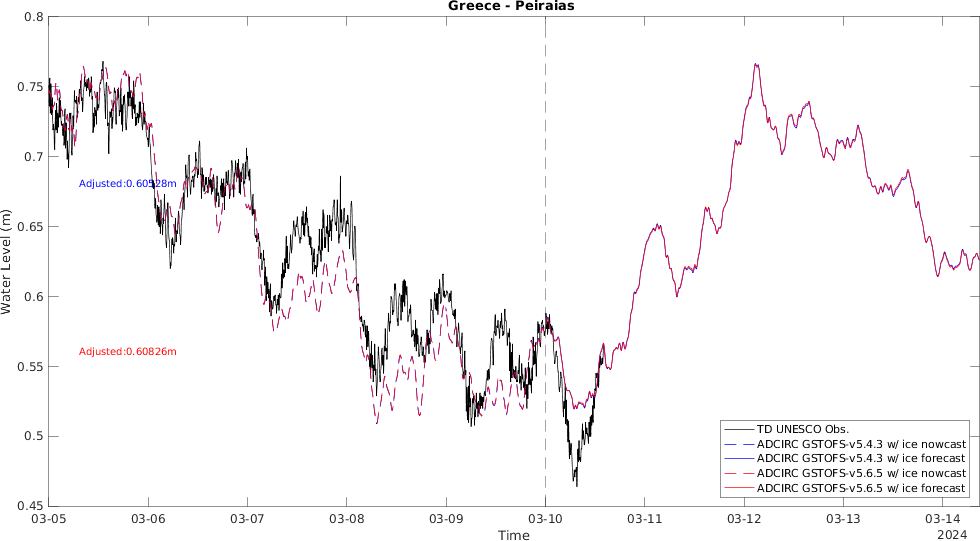 Greece - Peiraias
0.8
0.75
0.7
0.65
0.6
0.55
0.5
0.45
Water Level (m)
Adjusted:0.60528m
Adjusted:0.60826m
TD UNESCO Obs.
ADCIRC GSTOFS-v5.4.3 w/ ice nowcast
ADCIRC GSTOFS-v5.4.3 w/ ice forecast
ADCIRC GSTOFS-v5.6.5 w/ ice nowcast
ADCIRC GSTOFS-v5.6.5 w/ ice forecast
03-05 03-06 03-07 03-08 03-09 03-10 03-11 03-12 03-13 03-14
Time
2024